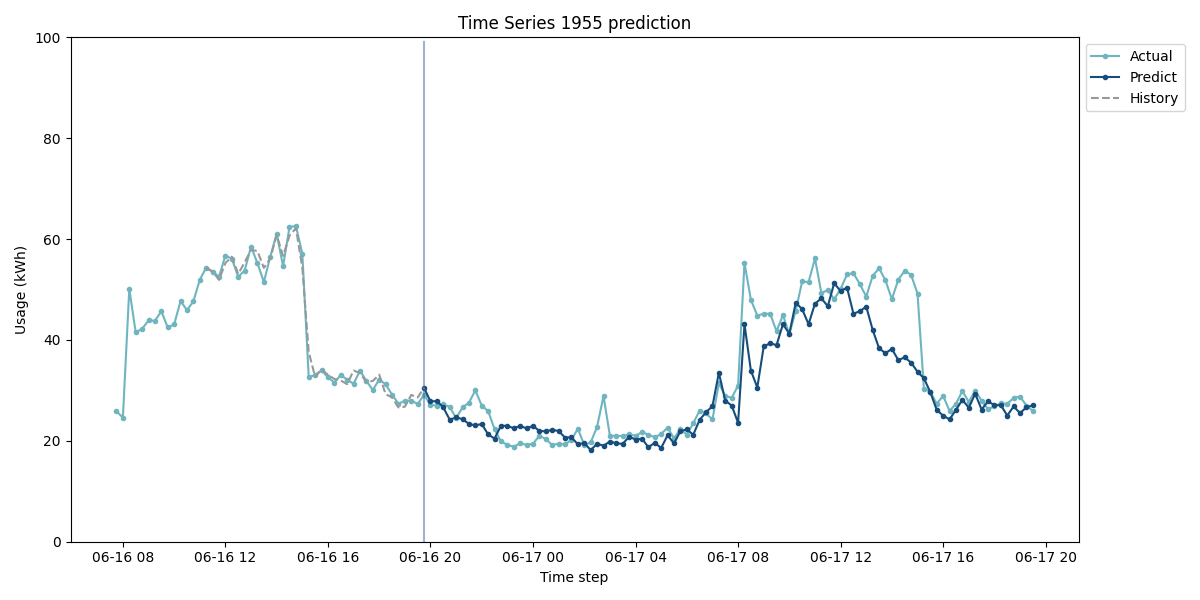 Time Series 1955 prediction
100
80
60
40
20
0
Usage (kWh)
06-16 08
06-16 12
06-16 16
06-16 20
06-17 00
06-17 04
06-17 08
06-17 12
06-17 16
06-17 20
Time step
Actual
Predict
History